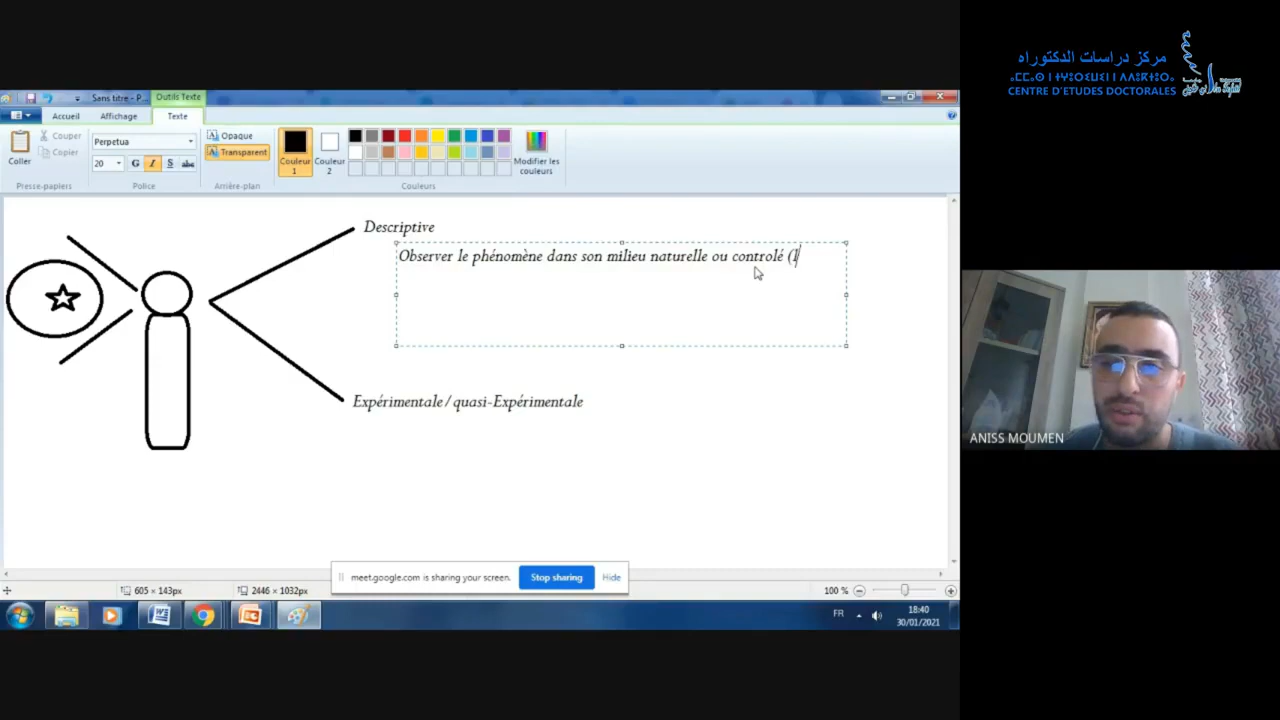 مركز دراسات الدكتوراه
CENTRE D'ETUDES DOCTORALES
Sans titre - P...
Outils Texte
Accueil
Affichage
Texte
Coller
Couper
Copier
Presse-papiers
Perpetua
20
G I S abc
Police
Opaque
Transparent
Arrière-plan
Couleur 1
Couleur 2
Modifier les couleurs
Couleurs
Descriptive
Observer le phénomène dans son milieu naturelle ou controlé (l
Expérimentale / quasi-Expérimentale
ANISS MOUMEN
meet.google.com is sharing your screen.
Stop sharing
Hide
605 × 143px
2446 × 1032px
100 %
FR
18:40
30/01/2021